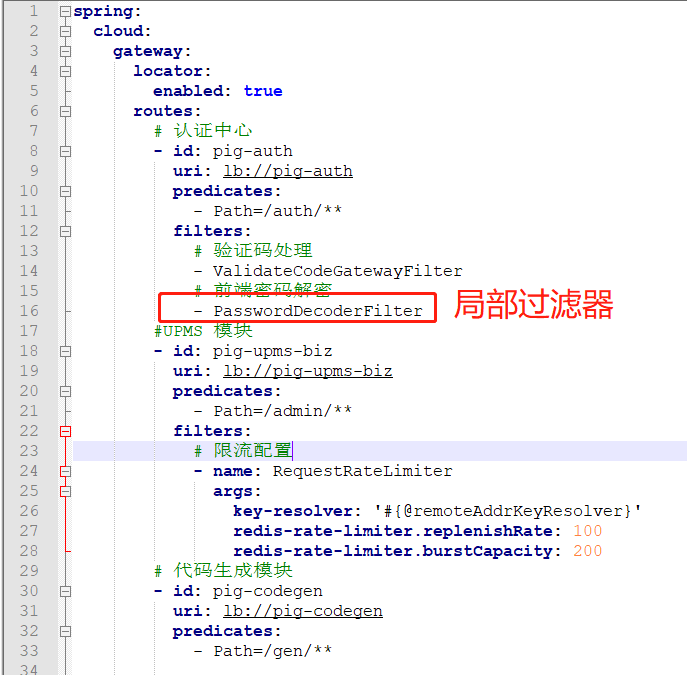 1 spring:
2 cloud:
3 gateway:
4 locator:
5 enabled: true
6 routes:
7 # 认证中心
8 - id: pig-auth
9 uri: lb://pig-auth
10 predicates:
11 - Path=/auth/**
12 filters:
13 # 验证码处理
14 - ValidateCodeGatewayFilter
15 # 前端密码解密
16 - PasswordDecoderFilter 局部过滤器
17 #UPMS 模块
18 - id: pig-upms-biz
19 uri: lb://pig-upms-biz
20 predicates:
21 - Path=/admin/**
22 filters:
23 # 限流配置
24 - name: RequestRateLimiter
25 args:
26 key-resolver: '#{@remoteAddrKeyResolver}'
27 redis-rate-limiter.replenishRate: 100
28 redis-rate-limiter.burstCapacity: 200
29 # 代码生成模块
30 - id: pig-codegen
31 uri: lb://pig-codegen
32 predicates:
33 - Path=/gen/**
34